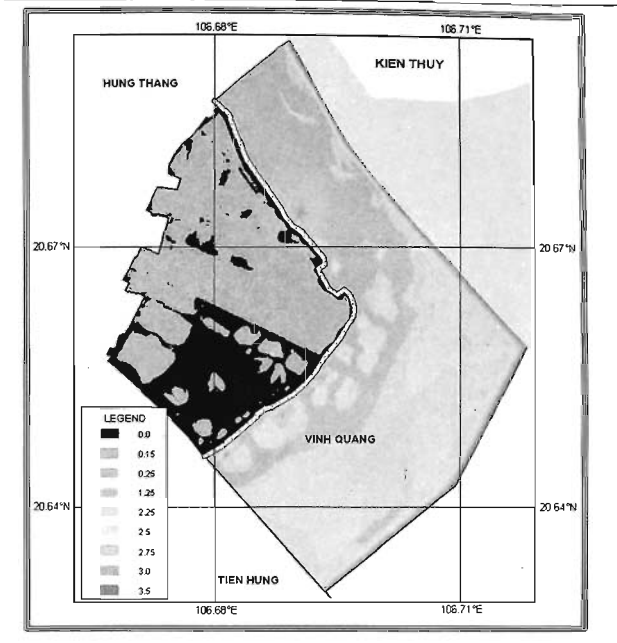 106.68°E 106.71°E
HUNG THANG
KIEN THUY
20.67°N 20.67°N
LEGEND
0.0
0.15
0.25
1.25
2.25
2.5
2.75
3.0
3.5
VINH QUANG
20.64°N 20.64°N
TIEN HUNG
106.68°E 106.71°E